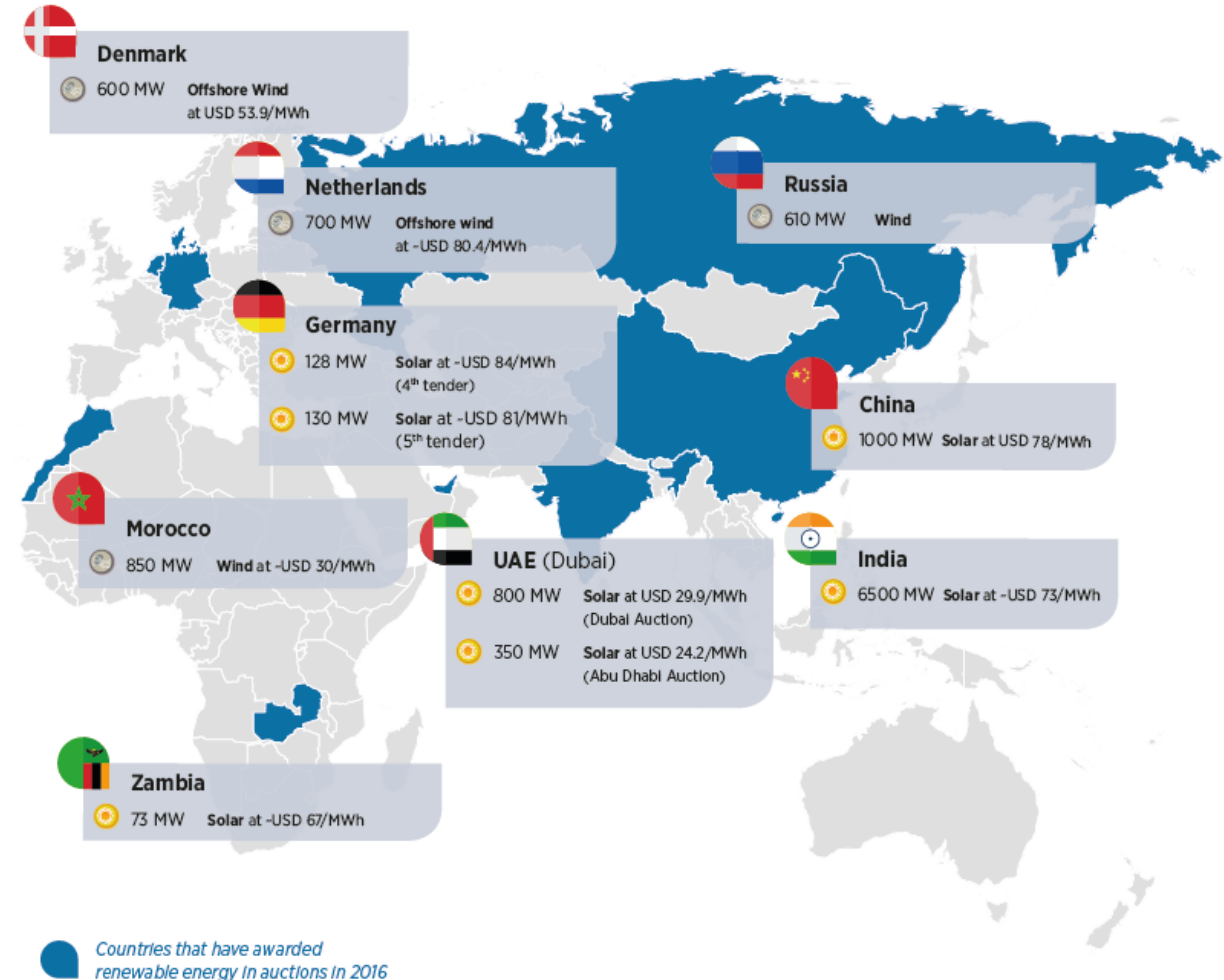 Denmark
600 MW Offshore Wind
at USD 53.9/MWh
Netherlands
700 MW Offshore wind
at ~USD 80.4/MWh
Russia
610 MW Wind
Germany
128 MW Solar at ~USD 84/MWh
(4th tender)
130 MW Solar at ~USD 81/MWh
(5th tender)
China
1000 MW Solar at USD 78/MWh
Morocco
850 MW Wind at ~USD 30/MWh
UAE (Dubai)
800 MW Solar at USD 29.9/MWh
(Dubai Auction)
350 MW Solar at USD 24.2/MWh
(Abu Dhabi Auction)
India
6500 MW Solar at ~USD 73/MWh
Zambia
73 MW Solar at ~USD 67/MWh
Countries that have awarded
renewable energy in auctions in 2016